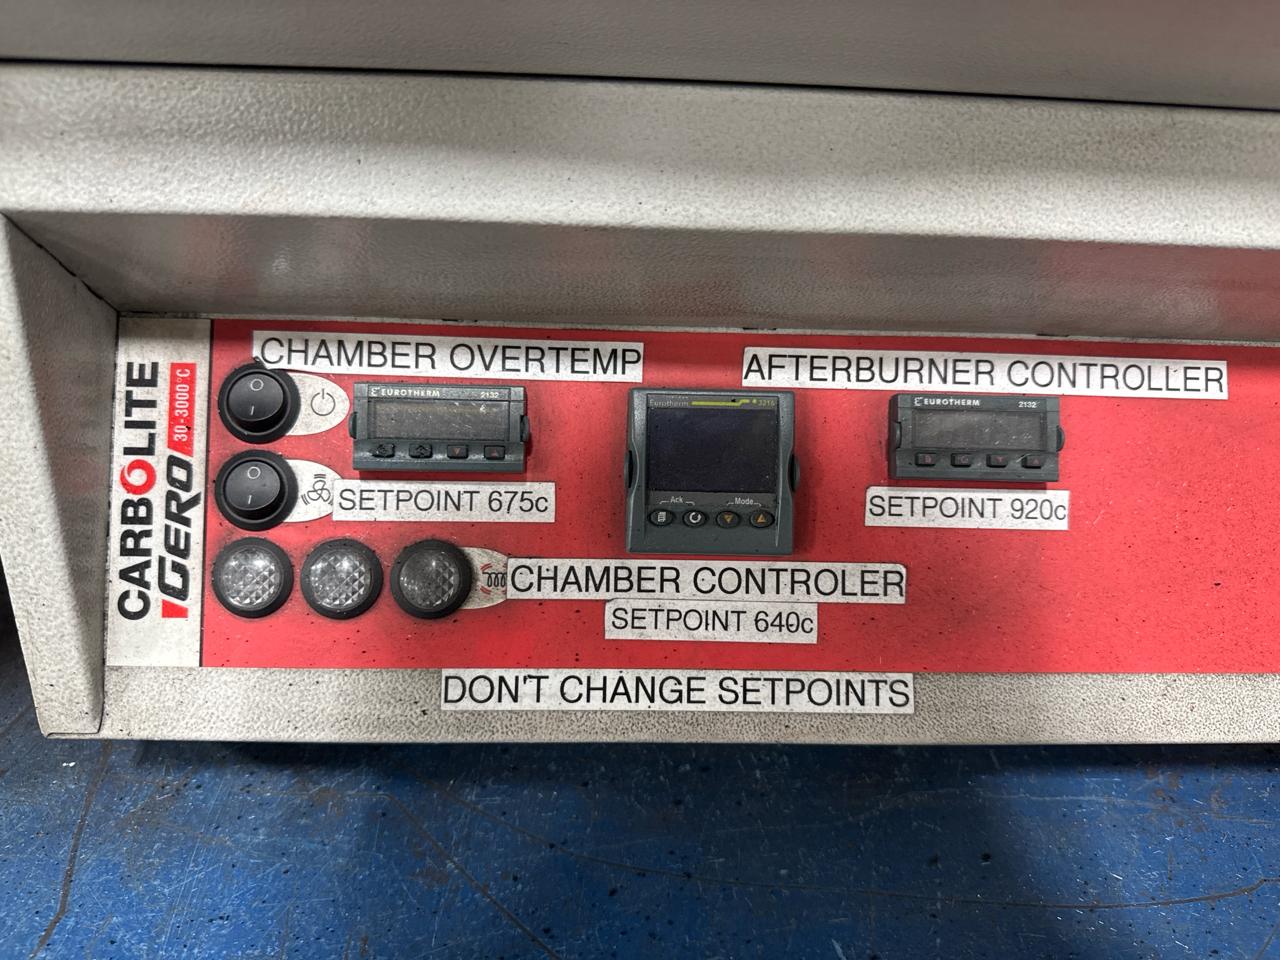 CHAMBER OVERTEMP
AFTERBURNER CONTROLLER
CARBOLITE
GERO 30-3000°C
EUROTHERM 2132
Eurotherm 3216
EUROTHERM 2132
SETPOINT 675c
Ack Mode
SETPOINT 920c
CHAMBER CONTROLER
SETPOINT 640c
DON'T CHANGE SETPOINTS